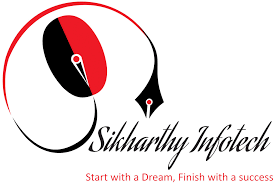 Sikharthy Infotech
Start with a Dream, Finish with a success